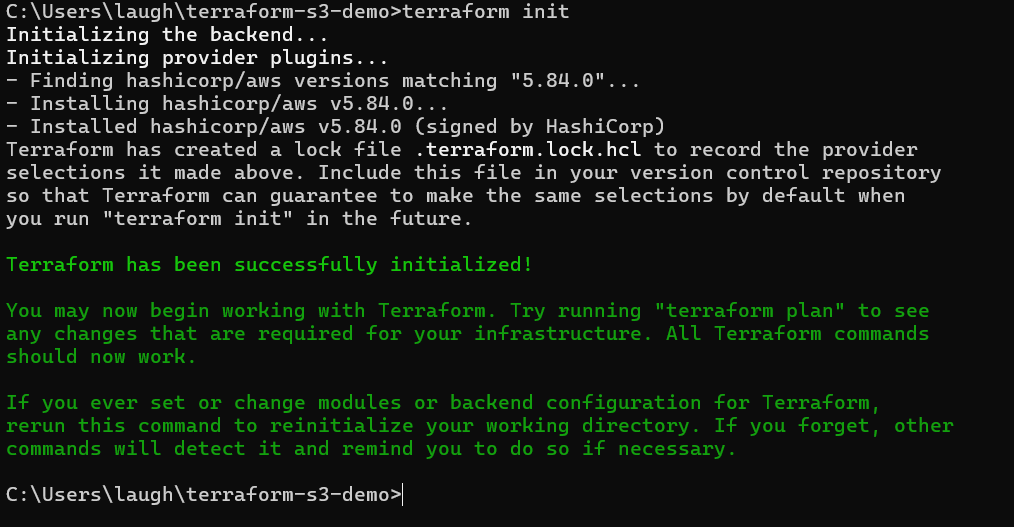 C:\Users\laugh\terraform-s3-demo>terraform init
Initializing the backend...
Initializing provider plugins...
- Finding hashicorp/aws versions matching "5.84.0"...
- Installing hashicorp/aws v5.84.0...
- Installed hashicorp/aws v5.84.0 (signed by HashiCorp)
Terraform has created a lock file .terraform.lock.hcl to record the provider
selections it made above. Include this file in your version control repository
so that Terraform can guarantee to make the same selections by default when
you run "terraform init" in the future.
Terraform has been successfully initialized!
You may now begin working with Terraform. Try running "terraform plan" to see
any changes that are required for your infrastructure. All Terraform commands
should now work.
If you ever set or change modules or backend configuration for Terraform,
rerun this command to reinitialize your working directory. If you forget, other
commands will detect it and remind you to do so if necessary.
C:\Users\laugh\terraform-s3-demo>